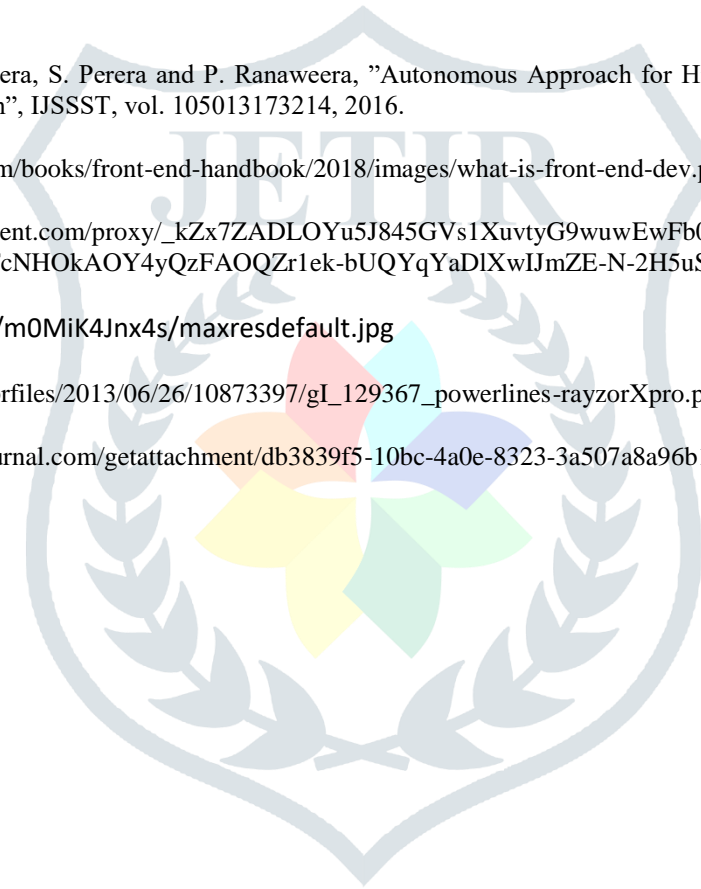 era, S. Perera and P. Ranaweera, ”Autonomous Approach for H
n”, IJSSST, vol. 105013173214, 2016.
m/books/front-end-handbook/2018/images/what-is-front-end-dev.p
ent.com/proxy/_kZx7ZADLOYu5J845GVs1XuvtyG9wuwEwFb0
cNHOkAOY4yQzFAOQZr1ek-bUQYqYaDlXwIJmZE-N-2H5uS
/m0MiK4Jnx4s/maxresdefault.jpg
orfiles/2013/06/26/10873397/gI_129367_powerlines-rayzorXpro.p
urnal.com/getattachment/db3839f5-10bc-4a0e-8323-3a507a8a96b1
JETIR